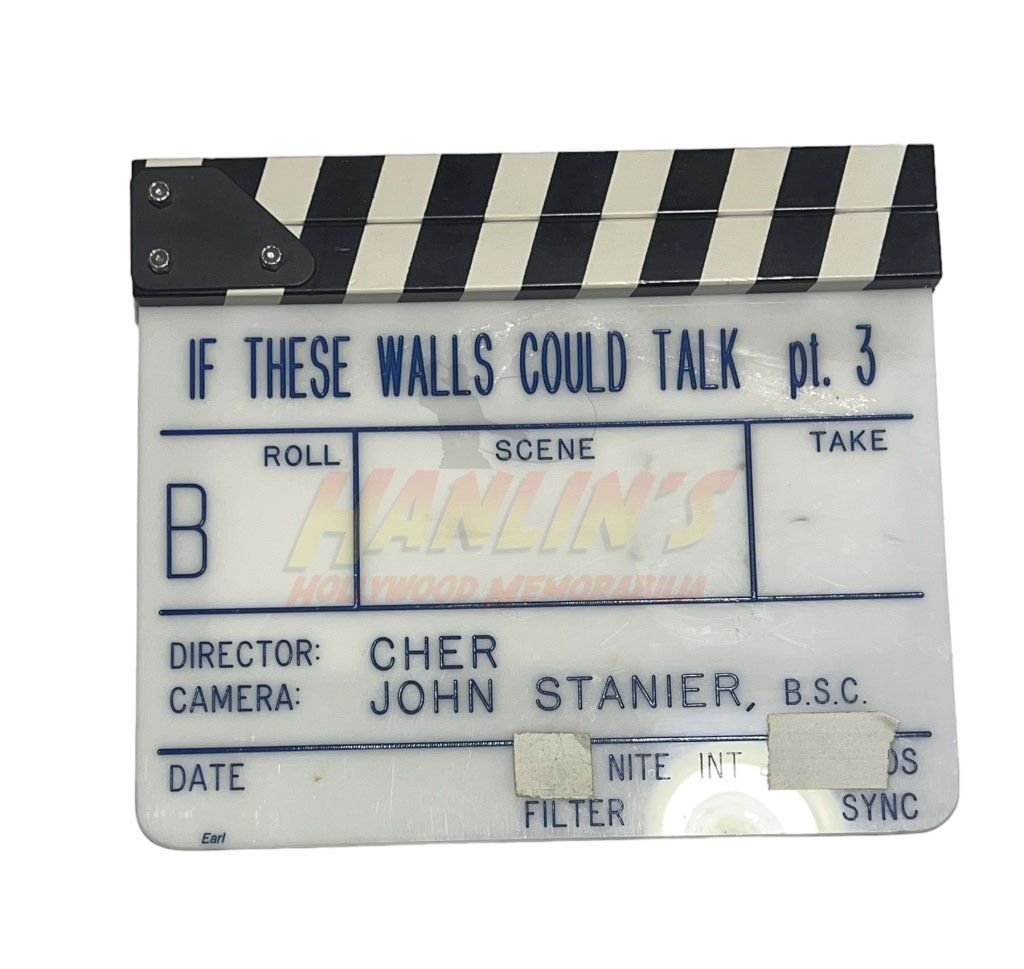 IF THESE WALLS COULD TALK pt. 3
ROLL SCENE TAKE
B
HANLIN'S
HOLLYWOOD MEMORABILIA
DIRECTOR: CHER
CAMERA: JOHN STANIER, B.S.C.
DATE NITE INT
FILTER SYNC
Earl